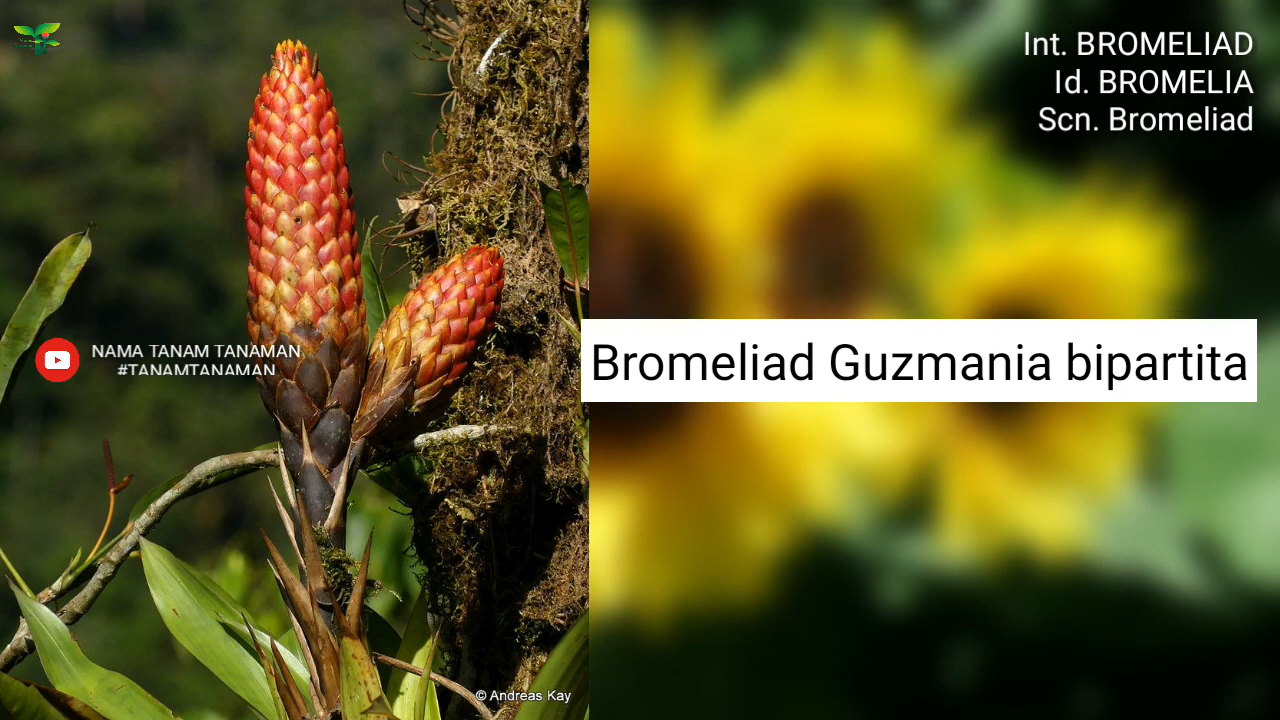 Int. BROMELIAD
Id. BROMELIA
Scn. Bromeliad
NAMA TANAM TANAMAN
#TANAMTANAMAN
Bromeliad Guzmania bipartita
© Andreas Kay